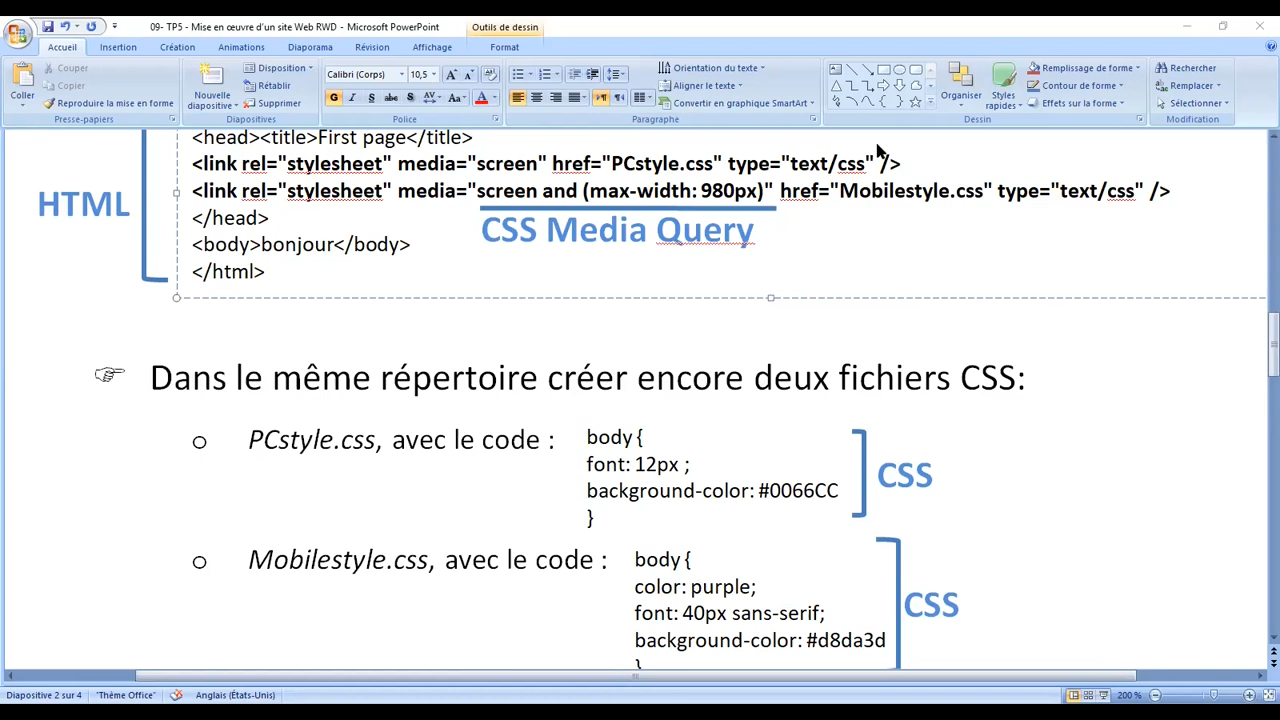 09- TP5 - Mise en œuvre d'un site Web RWD - Microsoft PowerPoint
Outils de dessin
Accueil Insertion Création Animations Diaporama Révision Affichage Format
Coller
Couper
Copier
Reproduire la mise en forme
Presse-papiers
Nouvelle diapositive
Disposition
Rétablir
Supprimer
Diapositives
Calibri (Corps) 10,5
G I S abc S AV Aa A
Police
Orientation du texte
Aligner le texte
Convertir en graphique SmartArt
Paragraphe
Organiser
Styles rapides
Remplissage de forme
Contour de forme
Effets sur la forme
Dessin
Rechercher
Remplacer
Sélectionner
Modification
HTML
<head><title>First page</title>
<link rel="stylesheet" media="screen" href="PCstyle.css" type="text/css" />
<link rel="stylesheet" media="screen and (max-width: 980px)" href="Mobilestyle.css" type="text/css" />
</head>
CSS Media Query
<body>bonjour</body>
</html>
☞ Dans le même répertoire créer encore deux fichiers CSS:
o PCstyle.css, avec le code :
body {
font: 12px ;
background-color: #0066CC
}
CSS
o Mobilestyle.css, avec le code :
body {
color: purple;
font: 40px sans-serif;
background-color: #d8da3d
}
CSS
Diapositive 2 sur 4 "Thème Office" Anglais (États-Unis) 200 %